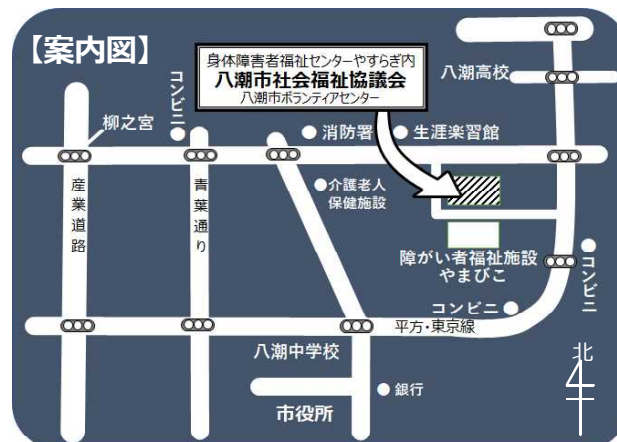 【案内図】
身体障害者福祉センターやすらぎ内
八潮市社会福祉協議会
八潮市ボランティアセンター
八潮高校
コンビニ
柳之宮
消防署
生涯楽習館
産業道路
青葉通り
介護老人
保健施設
障がい者福祉施設
やまびこ
コンビニ
コンビニ
平方・東京線
八潮中学校
北
銀行
市役所